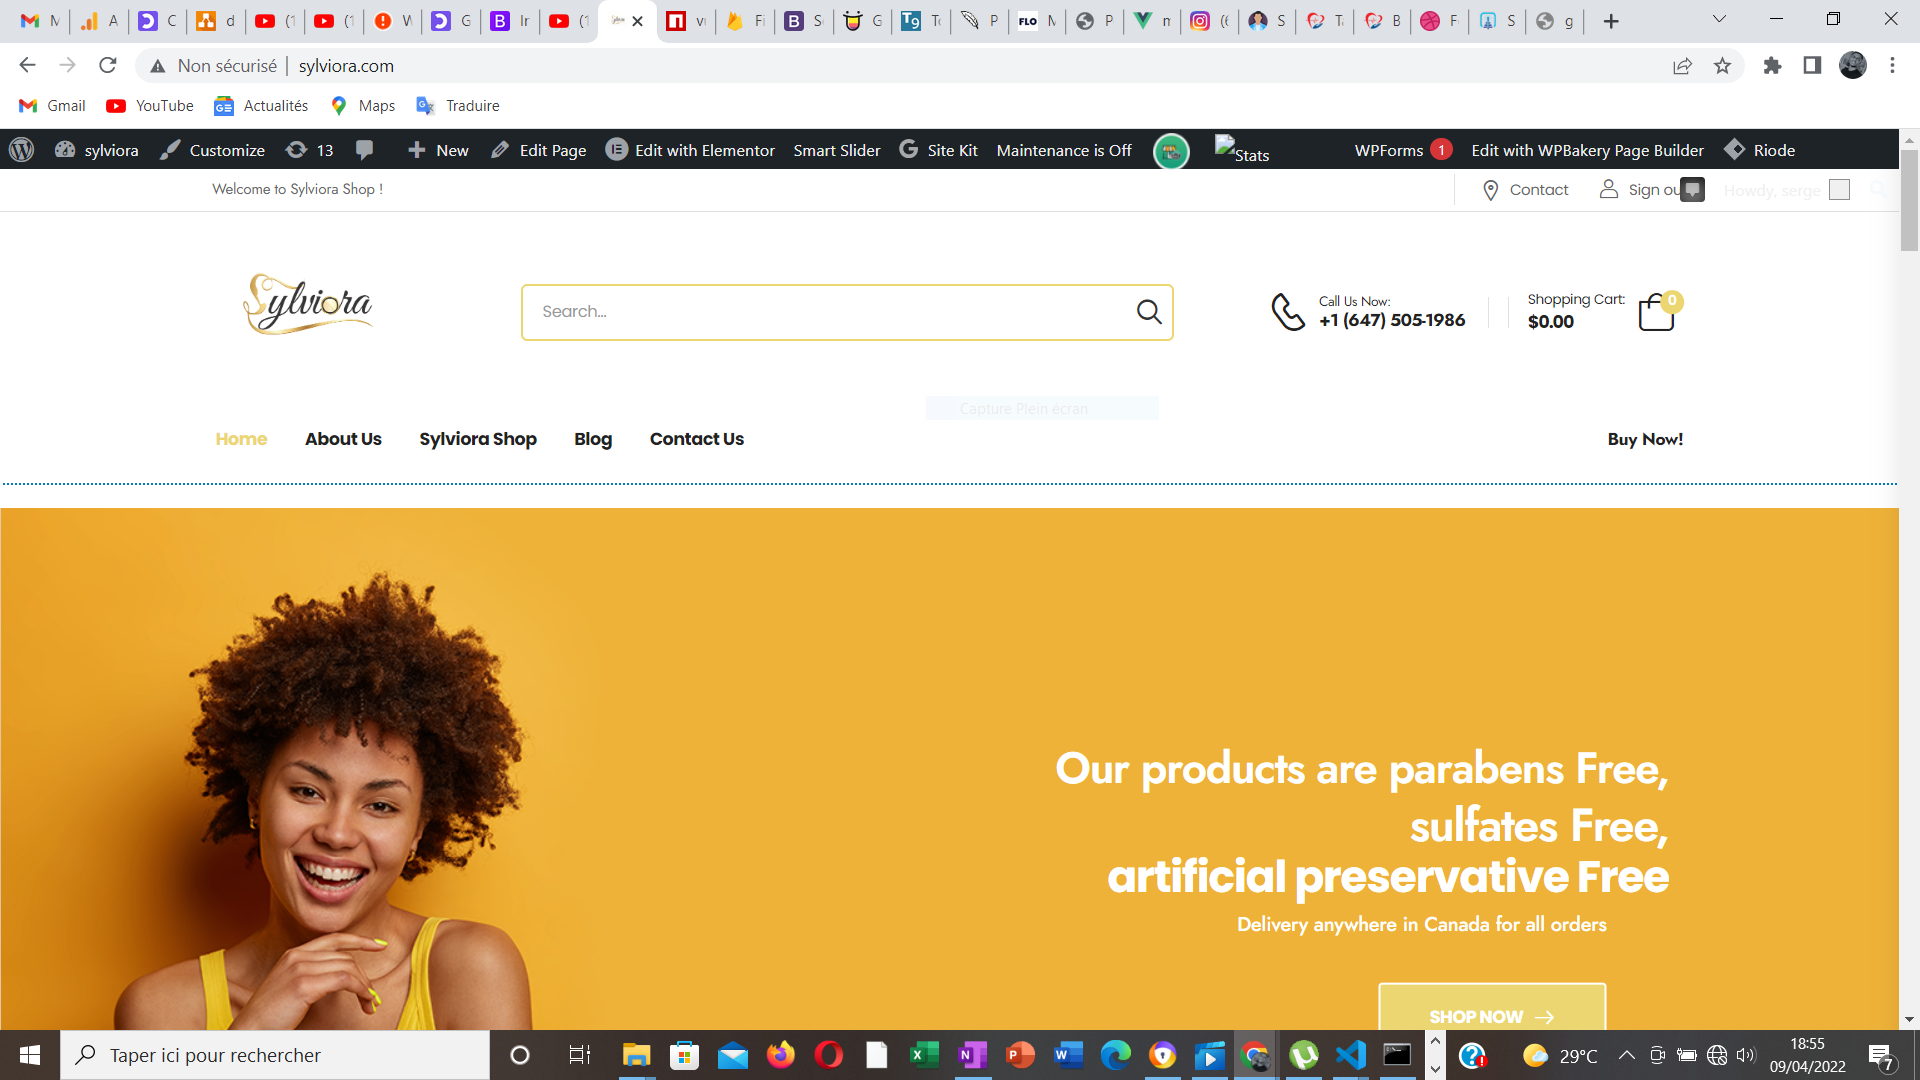 Non sécurisé | sylviora.com
Gmail YouTube Actualités Maps Traduire
sylviora Customize 13 New Edit Page Edit with Elementor Smart Slider Site Kit Maintenance is Off Stats WPForms 1 Edit with WPBakery Page Builder Riode
Welcome to Sylviora Shop ! Contact Sign ou Howdy, serge
Sylviora
Search...
Call Us Now:
+1 (647) 505-1986
Shopping Cart:
$0.00
0
Capture Plein écran
Home About Us Sylviora Shop Blog Contact Us Buy Now!
Our products are parabens Free,
sulfates Free,
artificial preservative Free
Delivery anywhere in Canada for all orders
SHOP NOW
Taper ici pour rechercher 29°C 18:55
09/04/2022
7